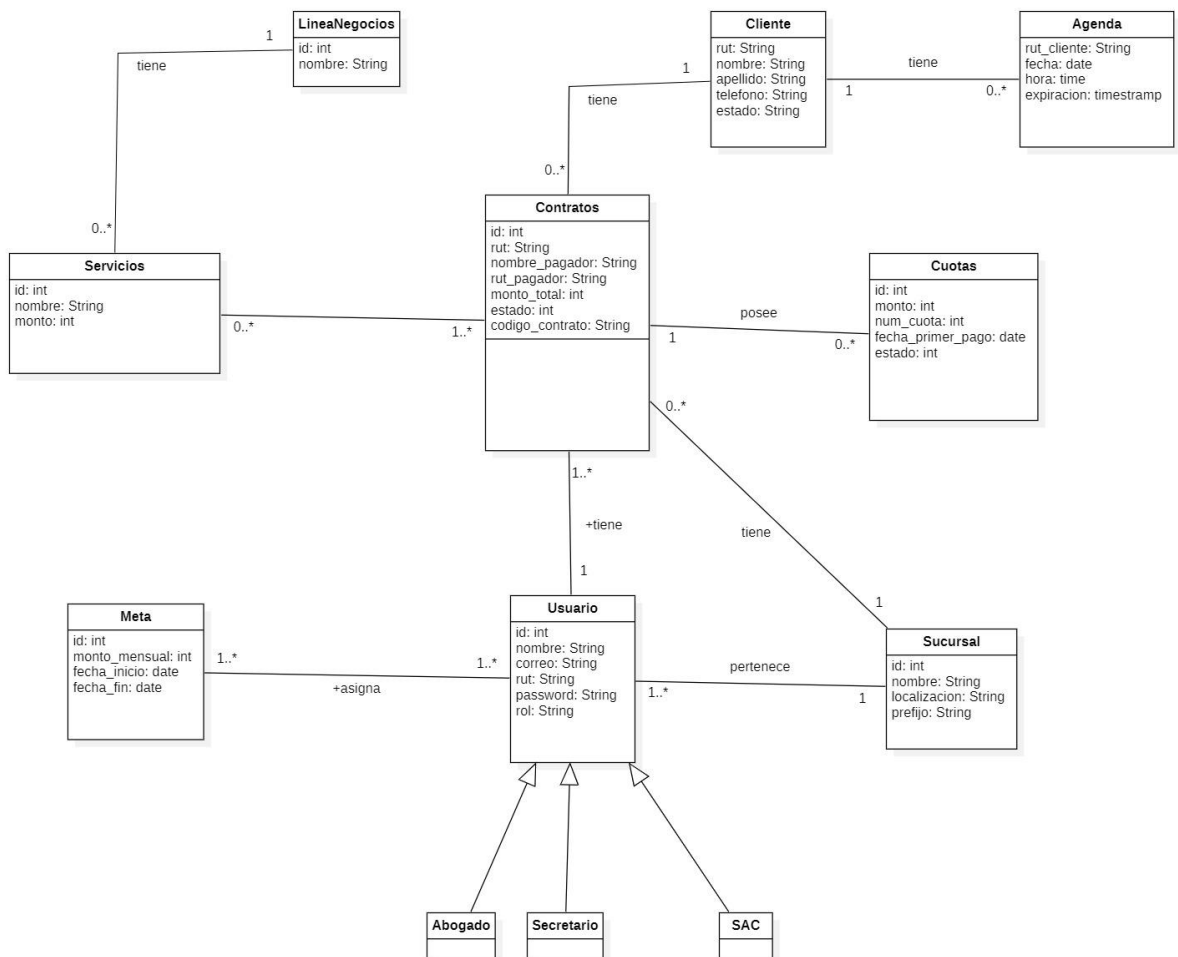 LineaNegocios
id: int
nombre: String
1
tiene
0..*
Cliente
rut: String
nombre: String
apellido: String
telefono: String
estado: String
1
tiene
0..*
1
tiene
0..*
Agenda
rut_cliente: String
fecha: date
hora: time
expiracion: timestramp
Servicios
id: int
nombre: String
monto: int
0..*
1..*
Contratos
id: int
rut: String
nombre_pagador: String
rut_pagador: String
monto_total: int
estado: int
codigo_contrato: String
1
posee
0..*
Cuotas
id: int
monto: int
num_cuota: int
fecha_primer_pago: date
estado: int
0..*
tiene
1
1..*
+tiene
1
Meta
id: int
monto_mensual: int
fecha_inicio: date
fecha_fin: date
1..*
+asigna
1..*
Usuario
id: int
nombre: String
correo: String
rut: String
password: String
rol: String
1..*
pertenece
1
Sucursal
id: int
nombre: String
localizacion: String
prefijo: String
Abogado
Secretario
SAC